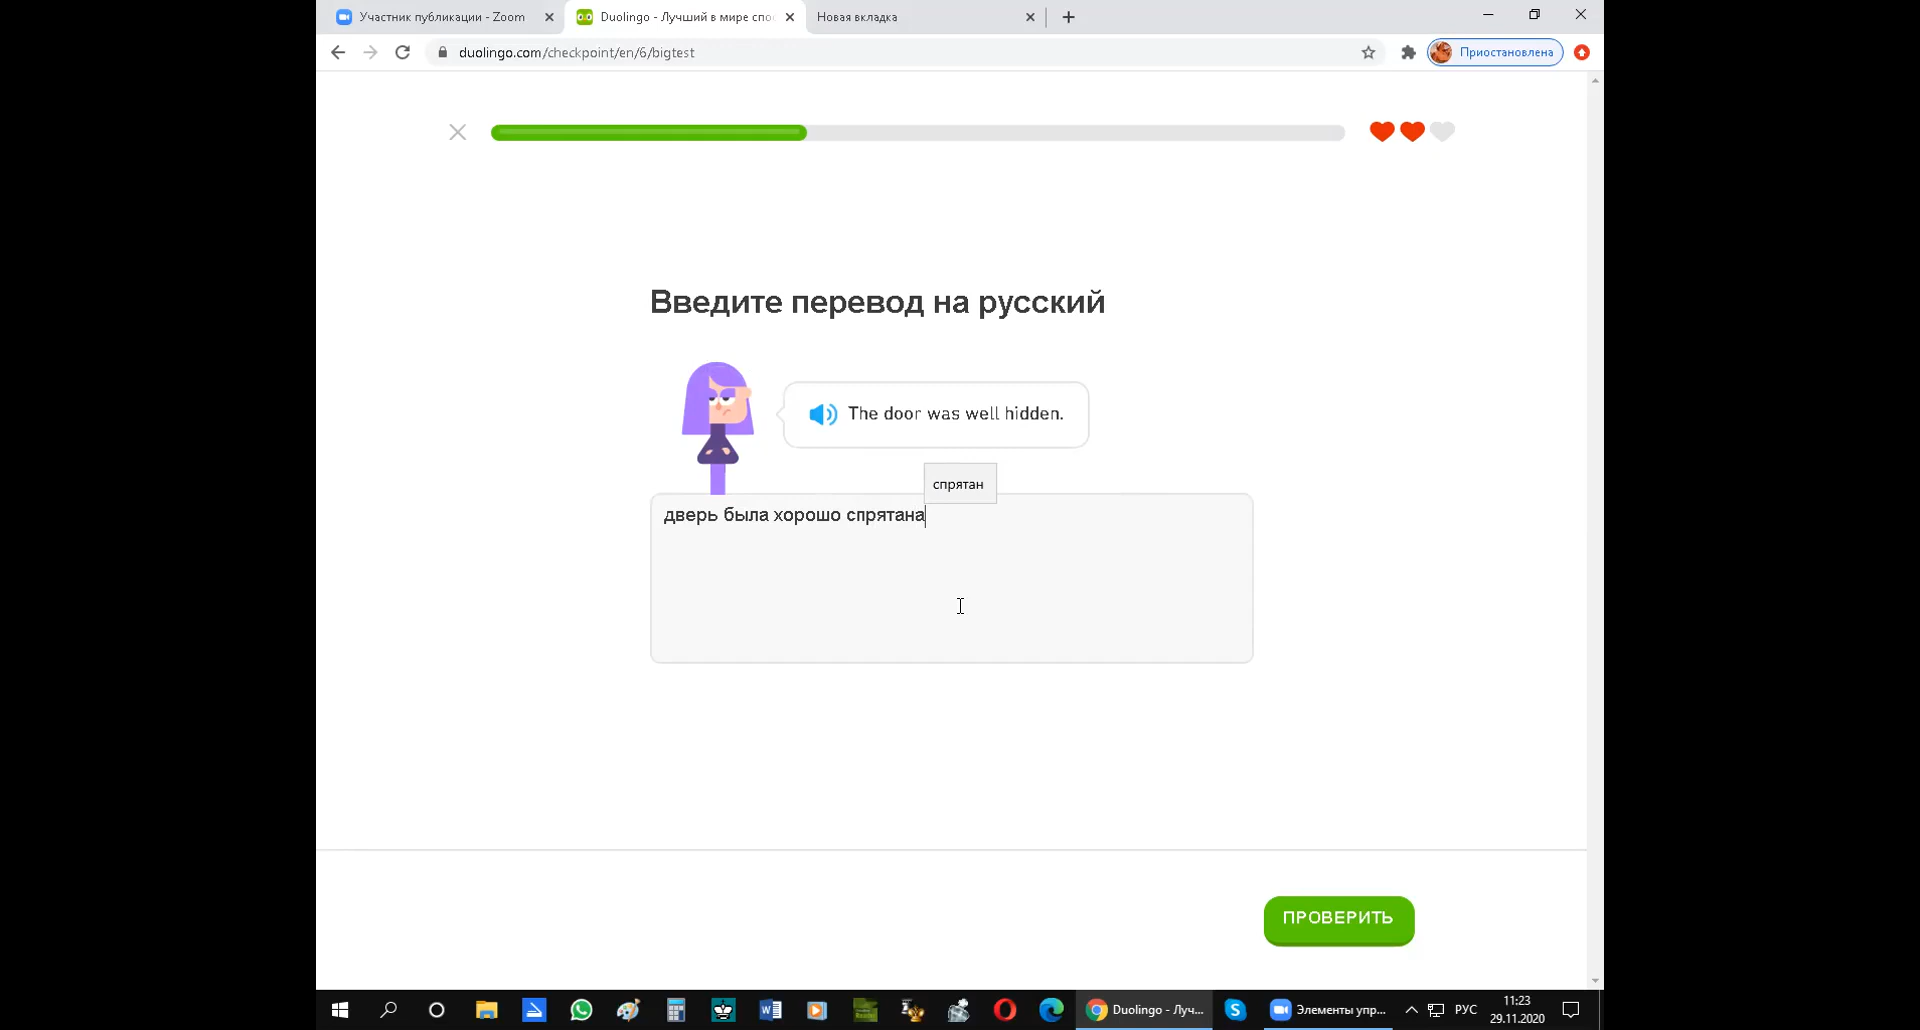 Участник публикации - Zoom
Duolingo - Лучший в мире спос
Новая вкладка
duolingo.com/checkpoint/en/6/bigtest
Приостановлена
Введите перевод на русский
The door was well hidden.
спрятан
дверь была хорошо спрятана
ПРОВЕРИТЬ
Duolingo - Луч...
Элементы упр...
РУС
11:23
29.11.2020